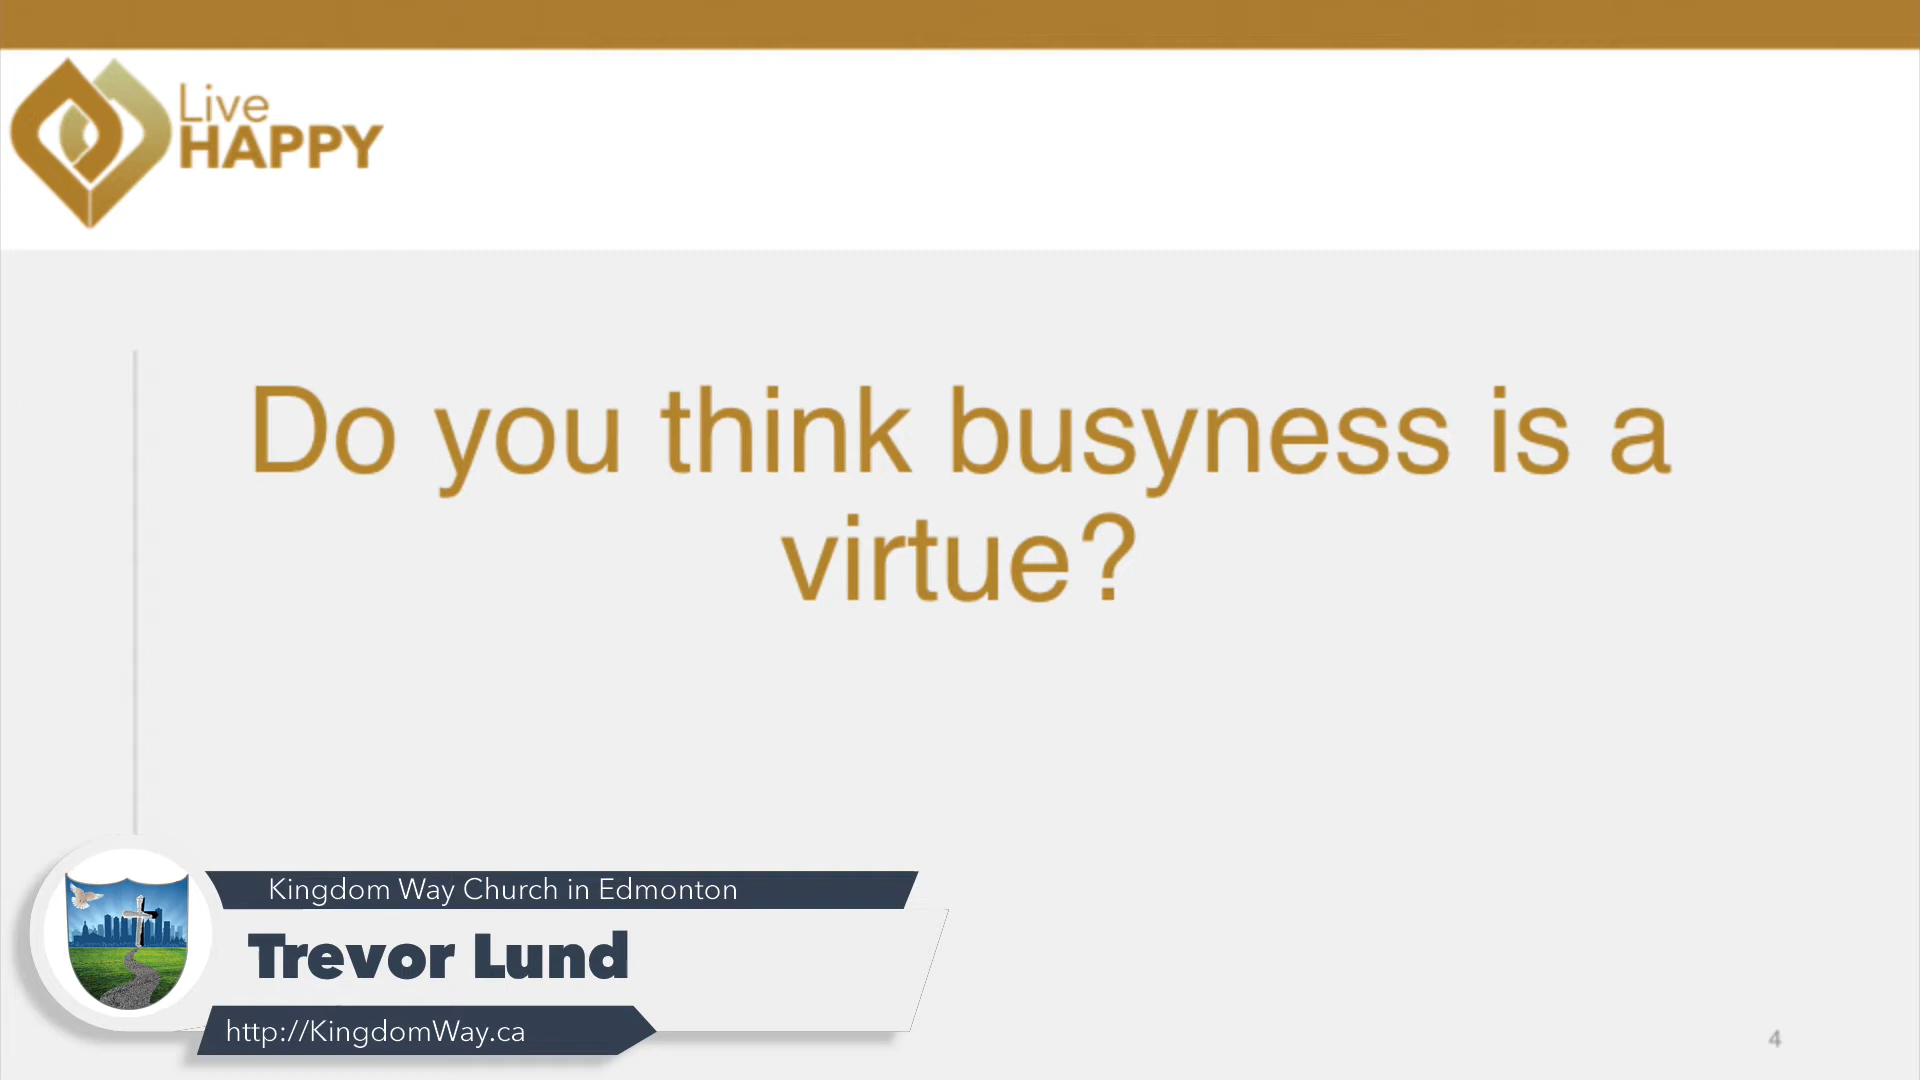 Live
HAPPY
Do you think busyness is a
virtue?
Kingdom Way Church in Edmonton
Trevor Lund
http://KingdomWay.ca
4